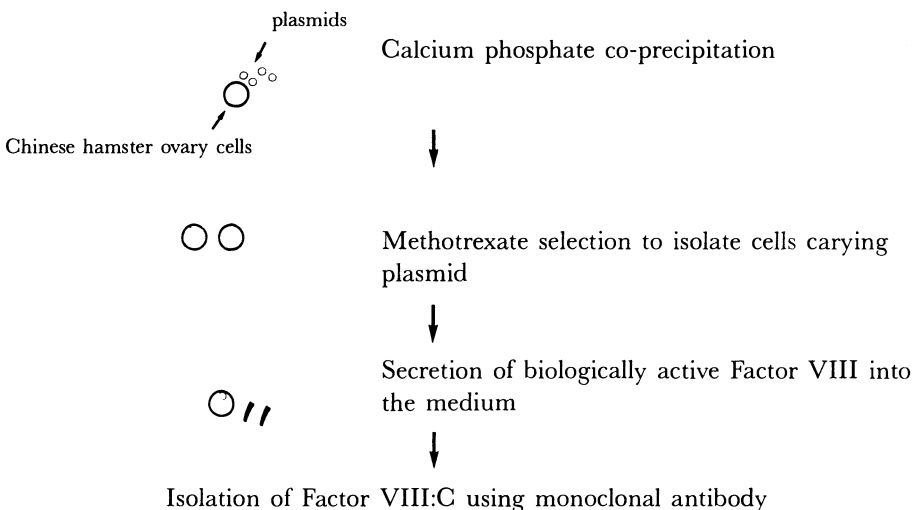 plasmids
Calcium phosphate co-precipitation
Chinese hamster ovary cells
Methotrexate selection to isolate cells carying
plasmid
Secretion of biologically active Factor VIII into
the medium
Isolation of Factor VIII:C using monoclonal antibody